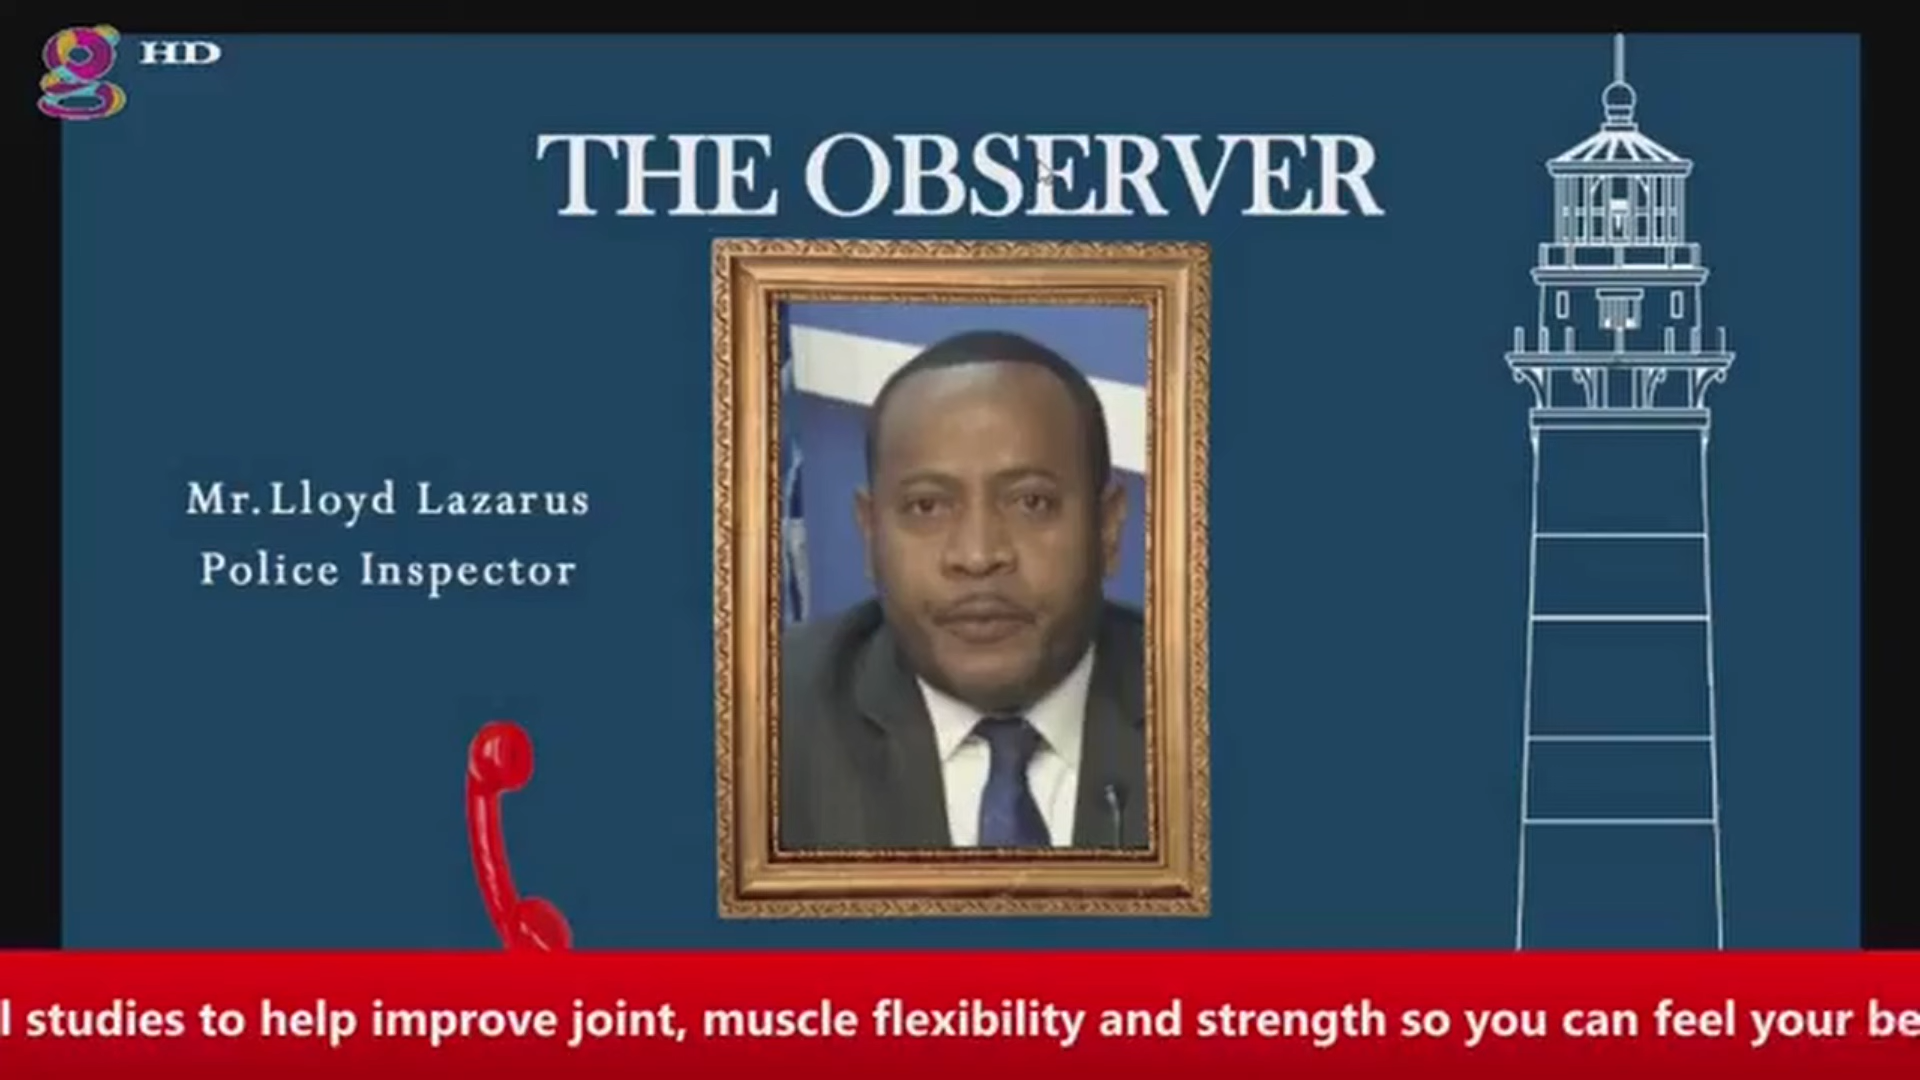 g HD
THE OBSERVER
Mr.Lloyd Lazarus
Police Inspector
l studies to help improve joint, muscle flexibility and strength so you can feel your be